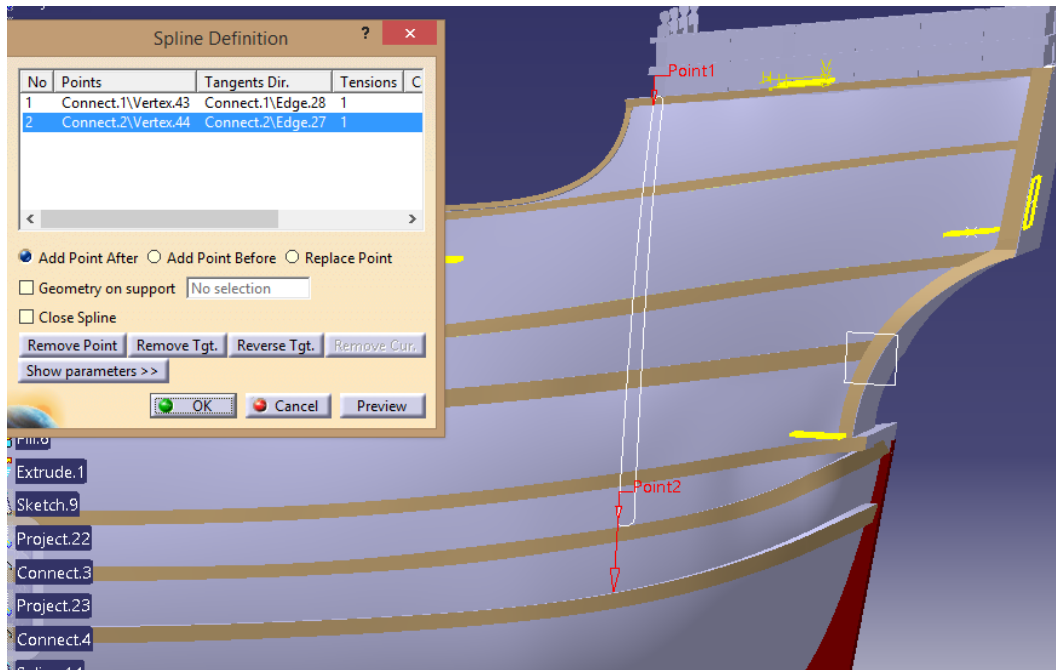 Spline Definition ?
No Points Tangents Dir. Tensions C
1 Connect.1\Vertex.43 Connect.1\Edge.28 1
2 Connect.2\Vertex.44 Connect.2\Edge.27 1
Add Point After Add Point Before Replace Point
Geometry on support No selection
Close Spline
Remove Point Remove Tgt. Reverse Tgt. Remove Cur.
Show parameters >>
OK Cancel Preview
Point1
Point2
Fill.6
Extrude.1
Sketch.9
Project.22
Connect.3
Project.23
Connect.4